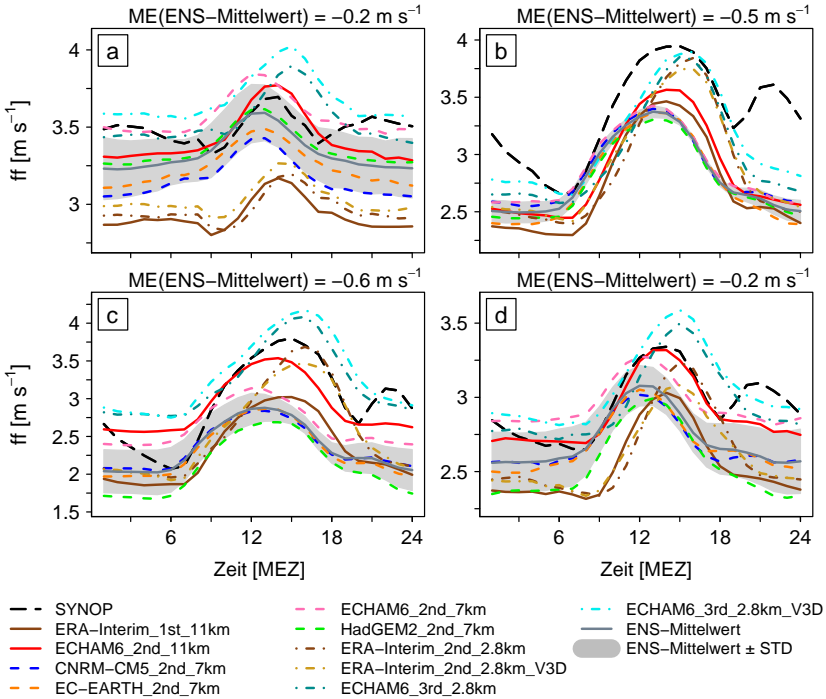 ME(ENS−Mittelwert) = −0.2 m s⁻¹
ME(ENS−Mittelwert) = −0.5 m s⁻¹
a
b
ff [m s⁻¹]
4
3.5
3
4
3.5
3
2.5
ME(ENS−Mittelwert) = −0.6 m s⁻¹
ME(ENS−Mittelwert) = −0.2 m s⁻¹
c
d
ff [m s⁻¹]
4
3.5
3
2.5
2
1.5
3.5
3
2.5
6 12 18 24
6 12 18 24
Zeit [MEZ]
Zeit [MEZ]
SYNOP
ERA−Interim_1st_11km
ECHAM6_2nd_11km
CNRM−CM5_2nd_7km
EC−EARTH_2nd_7km
ECHAM6_2nd_7km
HadGEM2_2nd_7km
ERA−Interim_2nd_2.8km
ERA−Interim_2nd_2.8km_V3D
ECHAM6_3rd_2.8km
ECHAM6_3rd_2.8km_V3D
ENS−Mittelwert
ENS−Mittelwert ± STD